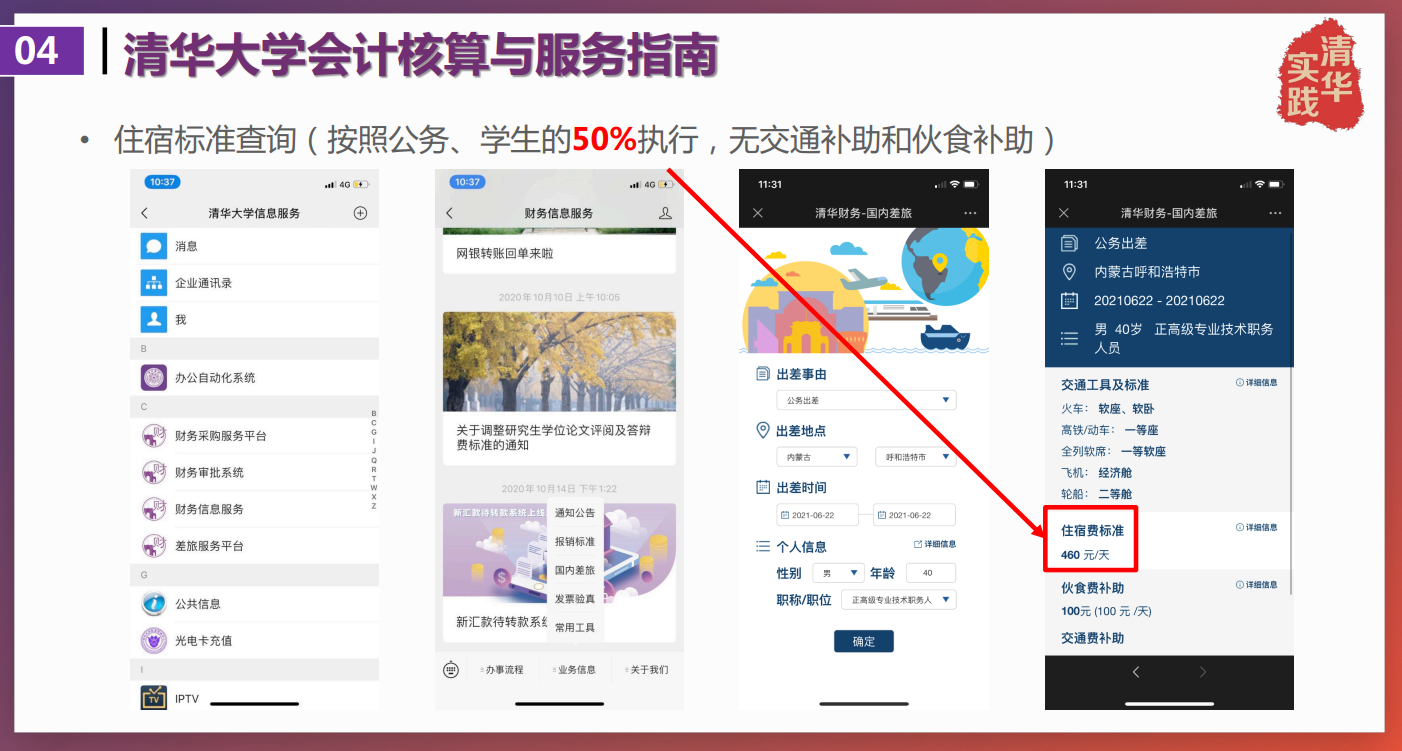 04
清华大学会计核算与服务指南
清华
实践
• 住宿标准查询（按照公务、学生的50%执行，无交通补助和伙食补助）
10:37
4G
清华大学信息服务
消息
企业通讯录
我
B
办公自动化系统
C
财务采购服务平台
财务审批系统
财务信息服务
差旅服务平台
G
公共信息
光电卡充值
I
IPTV
B
C
G
I
J
Q
R
T
W
X
Z
10:37
4G
财务信息服务
网银转账回单来啦
2020年10月10日 上午10:05
关于调整研究生学位论文评阅及答辩
费标准的通知
2020年10月14日 下午1:22
新汇款待转款系统上线
新汇款待转款系统
通知公告
报销标准
国内差旅
发票验真
常用工具
办事流程
业务信息
关于我们
11:31
清华财务-国内差旅
出差事由
公务出差
出差地点
内蒙古 呼和浩特市
出差时间
2021-06-22 2021-06-22
个人信息 详细信息
性别 男 年龄 40
职称/职位 正高级专业技术职务人
确定
11:31
清华财务-国内差旅
公务出差
内蒙古呼和浩特市
20210622 - 20210622
男 40岁 正高级专业技术职务
人员
交通工具及标准 详细信息
火车： 软座、软卧
高铁/动车： 一等座
全列软席： 一等软座
飞机： 经济舱
轮船： 二等舱
住宿费标准 详细信息
460 元/天
伙食费补助 详细信息
100元 (100 元 /天)
交通费补助